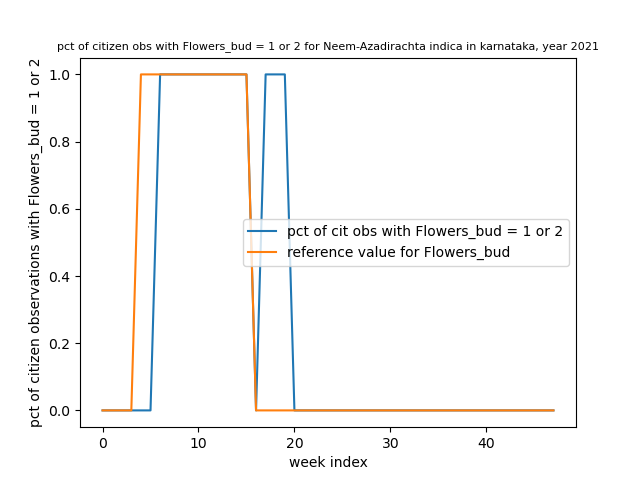 pct of citizen obs with Flowers_bud = 1 or 2 for Neem-Azadirachta indica in karnataka, year 2021
pct of citizen observations with Flowers_bud = 1 or 2
1.0
0.8
0.6
0.4
0.2
0.0
pct of cit obs with Flowers_bud = 1 or 2
reference value for Flowers_bud
0 10 20 30 40
week index